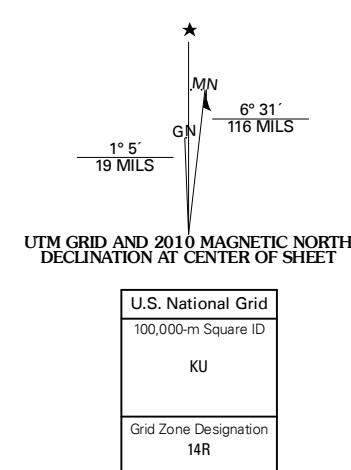 MN
6° 31´
116 MILS
GN
1° 5´
19 MILS
UTM GRID AND 2010 MAGNETIC NORTH
DECLINATION AT CENTER OF SHEET
U.S. National Grid
100,000-m Square ID
KU
Grid Zone Designation
14R